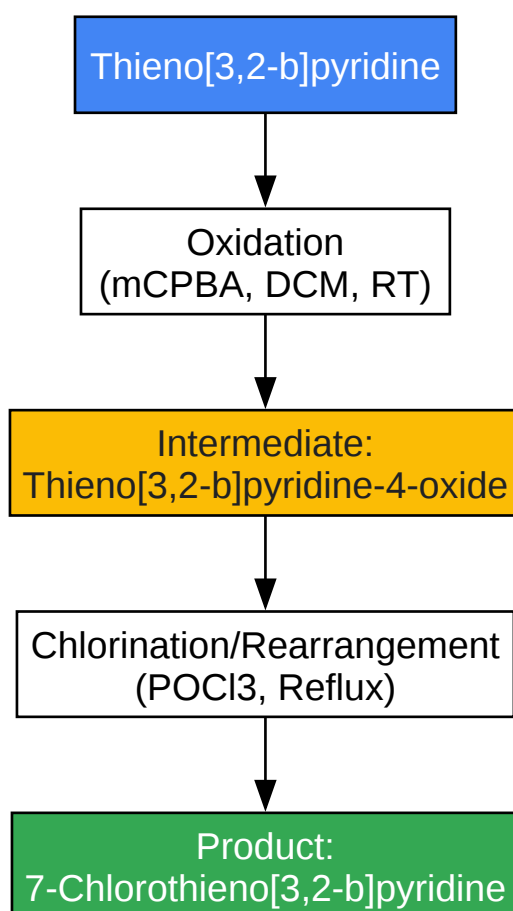 Thieno[3,2-b]pyridine
Oxidation
(mCPBA, DCM, RT)
Intermediate:
Thieno[3,2-b]pyridine-4-oxide
Chlorination/Rearrangement
(POCl3, Reflux)
Product:
7-Chlorothieno[3,2-b]pyridine